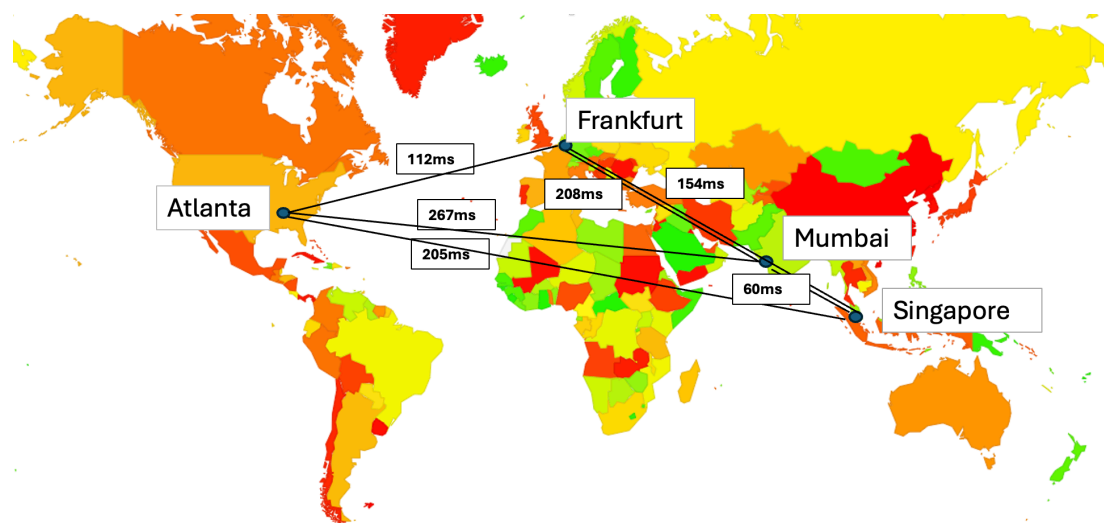 Frankfurt
112ms
154ms
208ms
Atlanta
267ms
Mumbai
205ms
60ms
Singapore